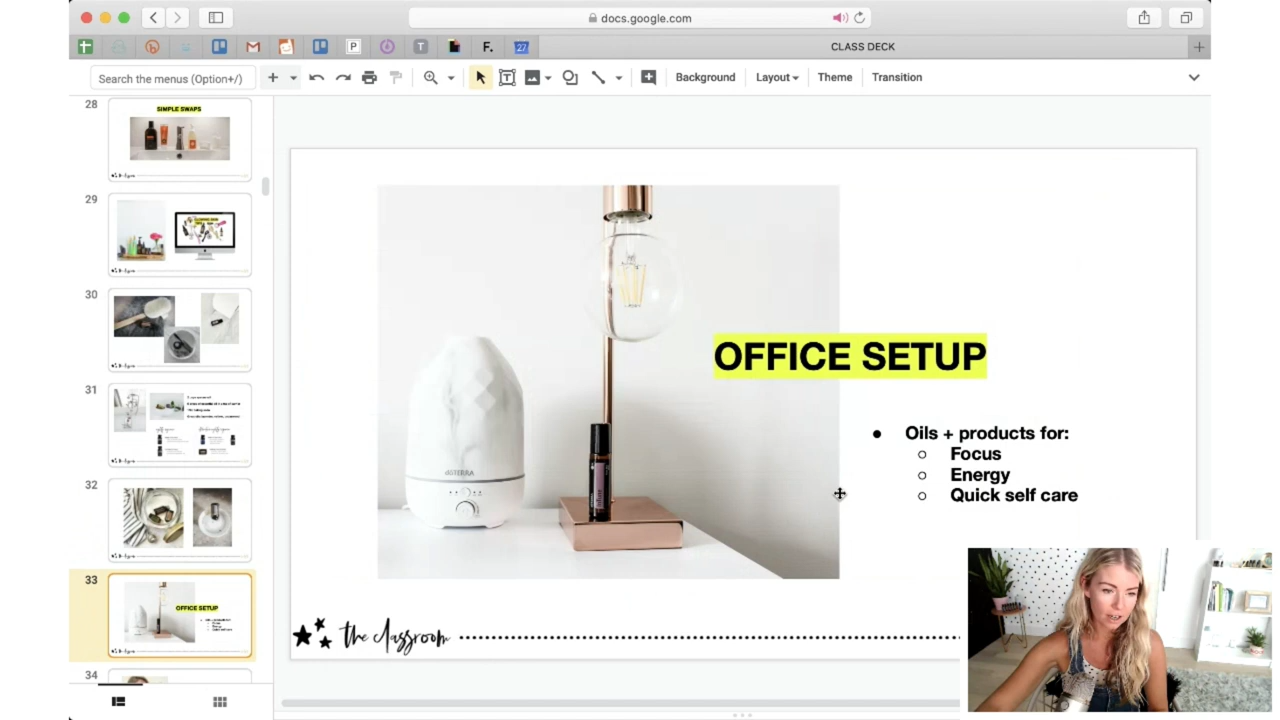 docs.google.com
27
CLASS DECK
Search the menus (Option+/)
Background
Layout
Theme
Transition
28
SIMPLE SWAPS
29
30
31
32
33
OFFICE SETUP
34
OFFICE SETUP
Oils + products for:
Focus
Energy
Quick self care
dōTERRA
the classroom